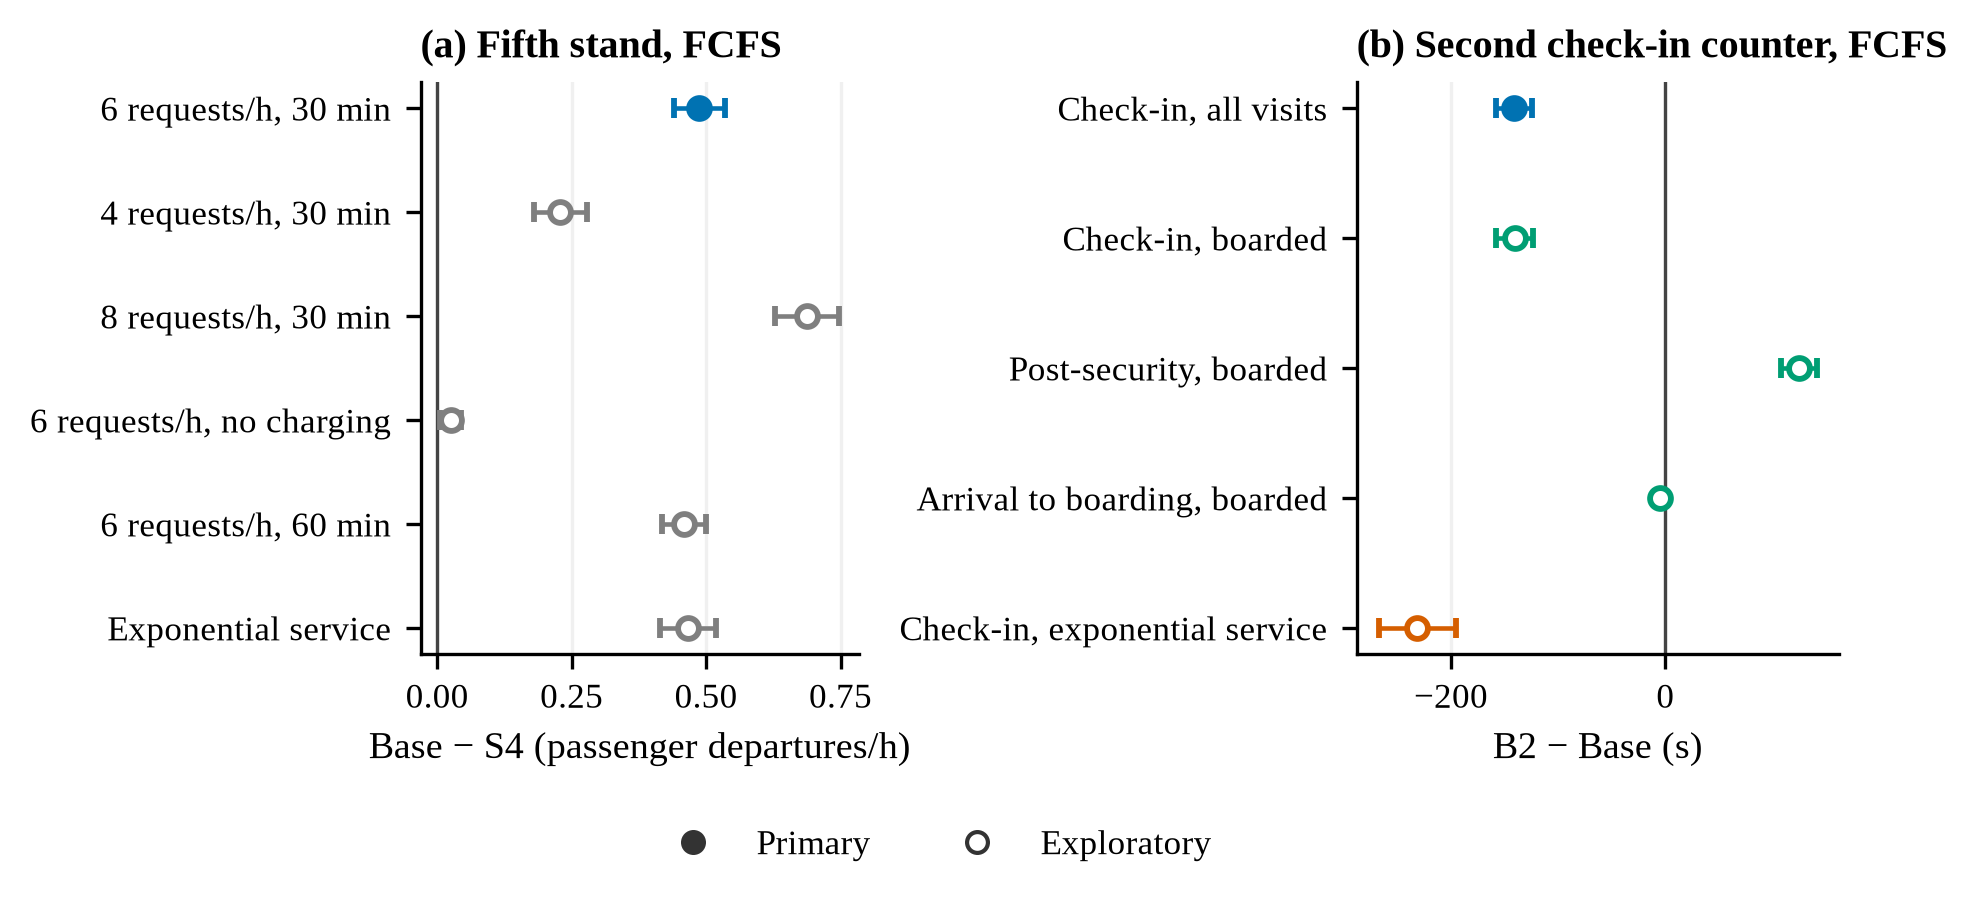 (a) Fifth stand, FCFS
6 requests/h, 30 min
4 requests/h, 30 min
8 requests/h, 30 min
6 requests/h, no charging
6 requests/h, 60 min
Exponential service
0.00 0.25 0.50 0.75
Base − S4 (passenger departures/h)
(b) Second check-in counter, FCFS
Check-in, all visits
Check-in, boarded
Post-security, boarded
Arrival to boarding, boarded
Check-in, exponential service
−200 0
B2 − Base (s)
Primary Exploratory